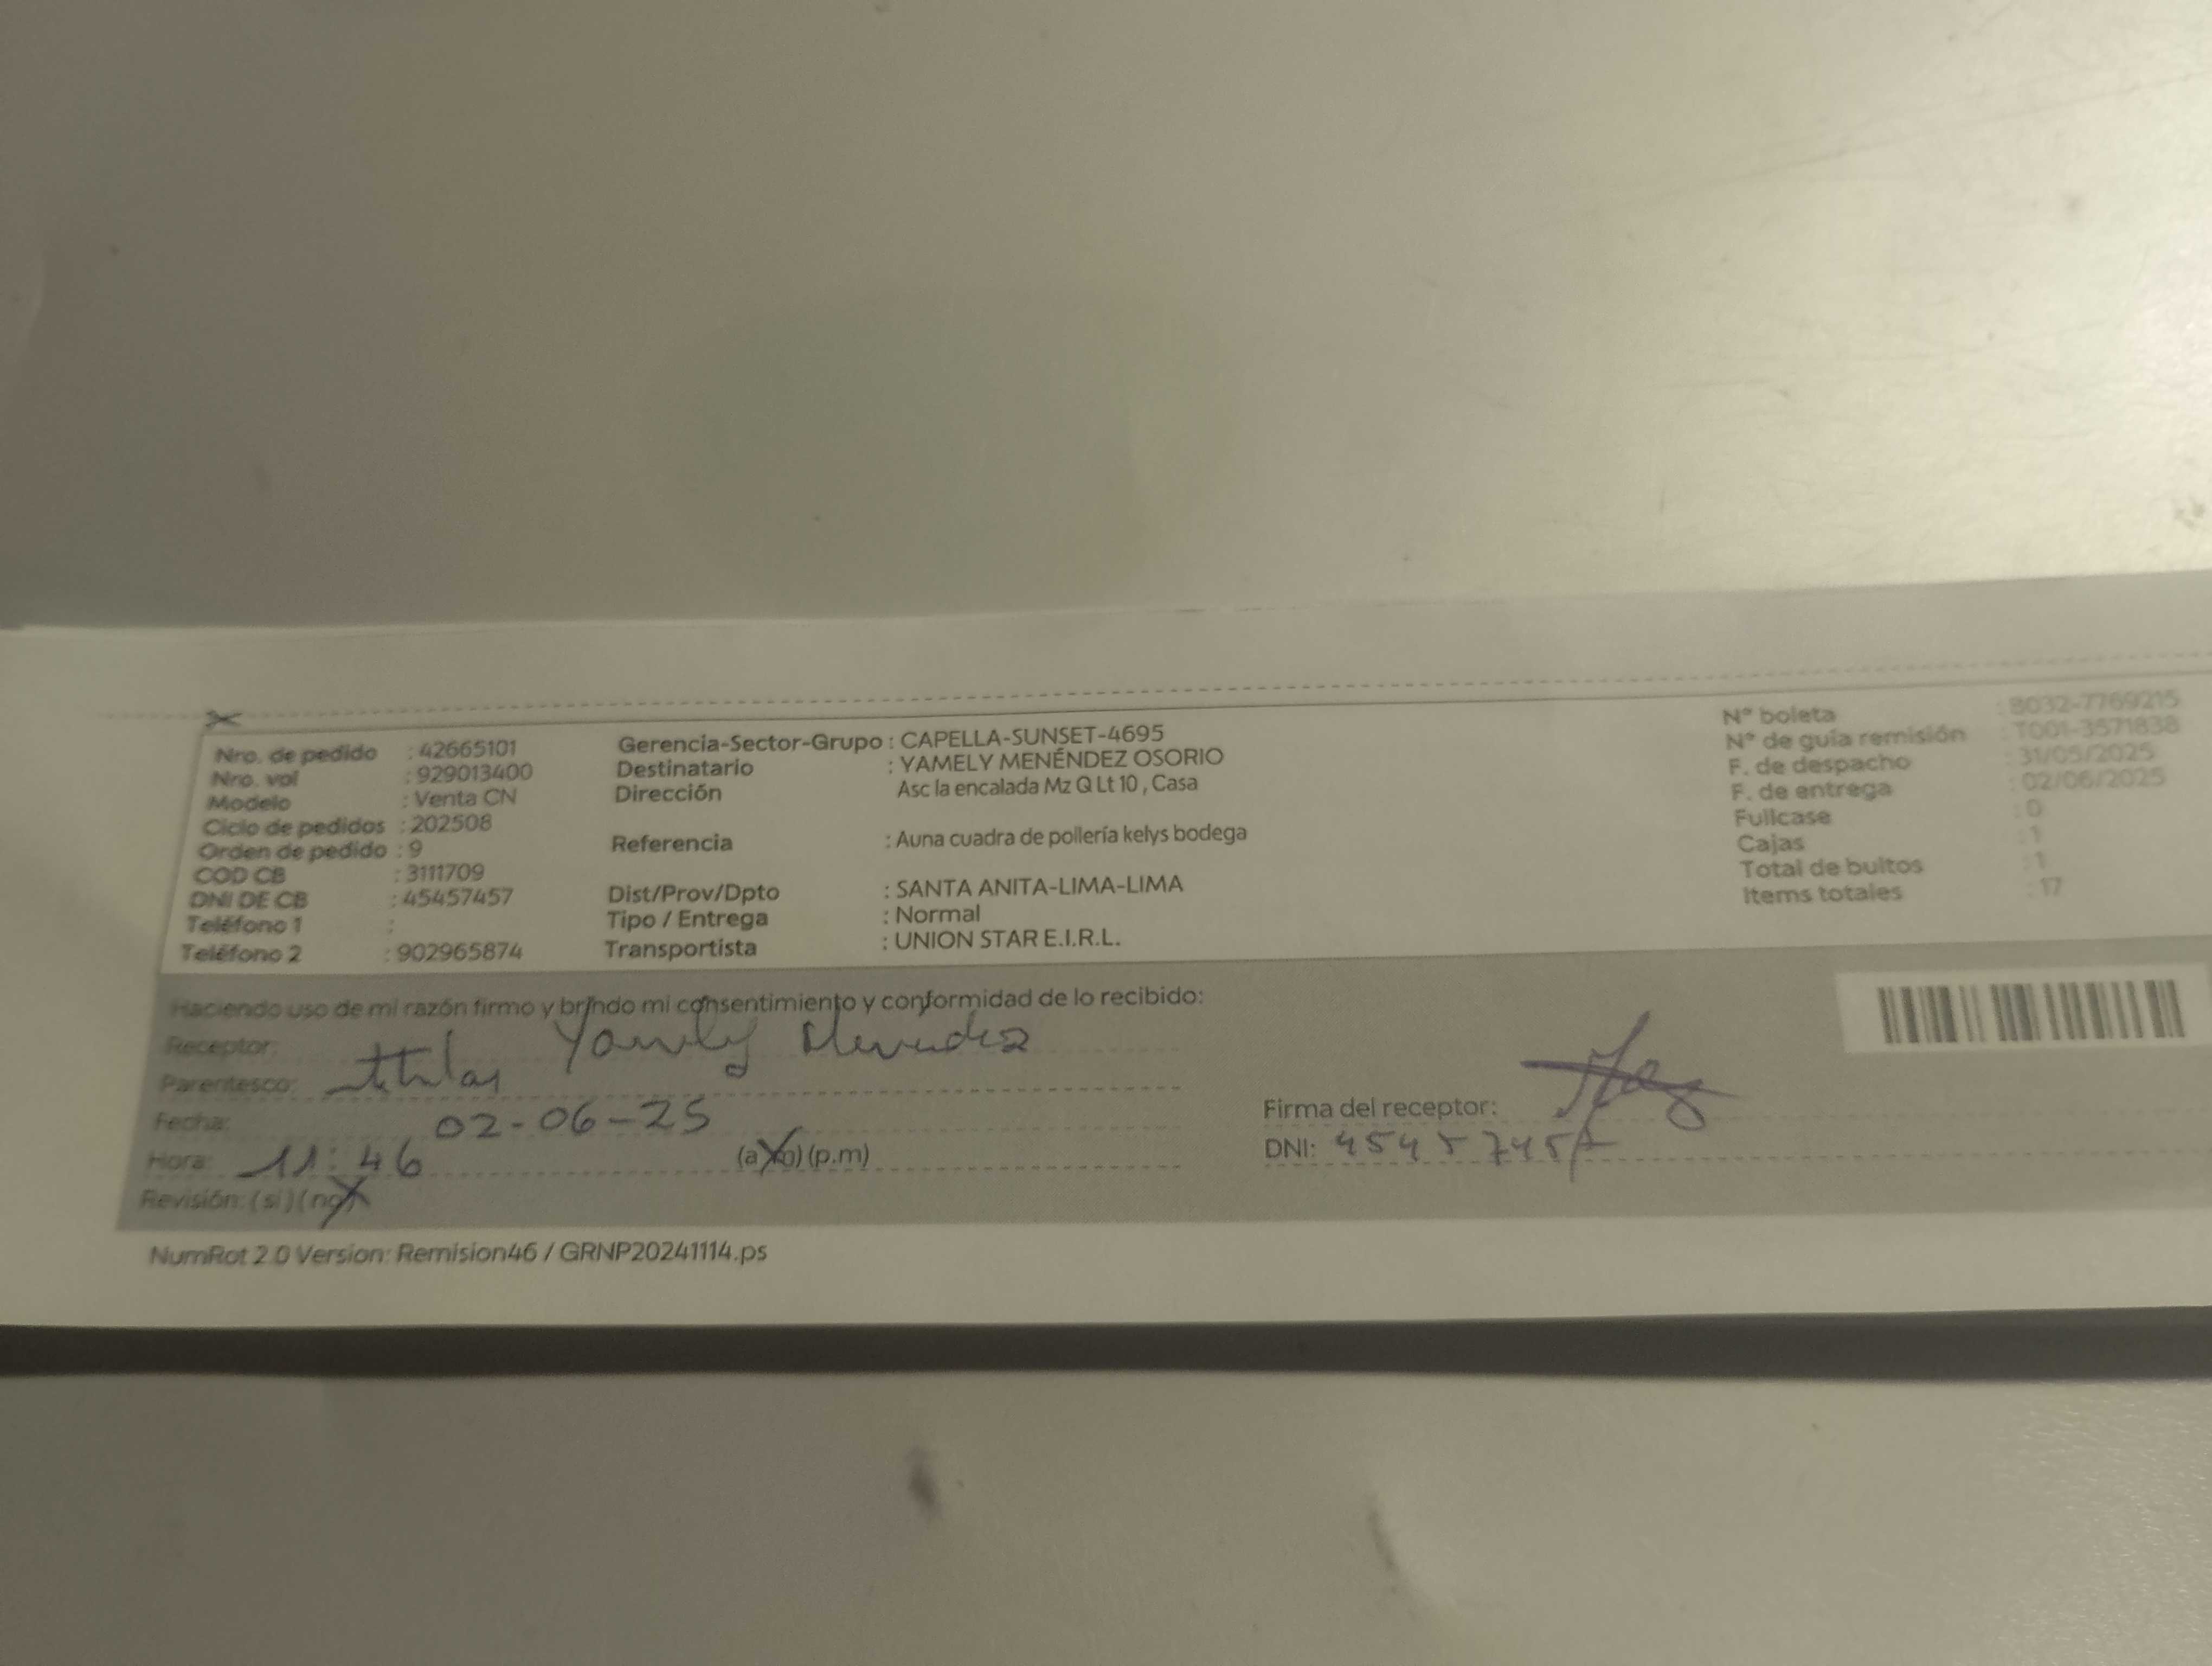 Nro. de pedido : 42665101
Nro. vol : 929013400
Modelo : Venta CN
Ciclo de pedidos : 202508
Orden de pedido : 9
COD CB : 3111709
DNI DE CB : 45457457
Teléfono 1 :
Teléfono 2 : 902965874
Gerencia-Sector-Grupo : CAPELLA-SUNSET-4695
Destinatario : YAMELY MENÉNDEZ OSORIO
Dirección Asc la encalada Mz Q Lt 10 , Casa
Referencia : Auna cuadra de pollería kelys bodega
Dist/Prov/Dpto : SANTA ANITA-LIMA-LIMA
Tipo / Entrega : Normal
Transportista : UNION STAR E.I.R.L.
N° boleta : B032-7769215
N° de guía remisión : T001-3571838
F. de despacho : 31/05/2025
F. de entrega : 02/06/2025
Fullcase : 0
Cajas : 1
Total de bultos : 1
Items totales : 17
Haciendo uso de mi razón firmo y brindo mi consentimiento y conformidad de lo recibido:
Receptor: Yamely
Parentesco: titular
Fecha: 02-06-25
Hora: 11:46 (a.m) (p.m)
Revisión: (si) (no)
Firma del receptor:
DNI: 45457457
NumRot 2.0 Version: Remision46 / GRNP20241114.ps